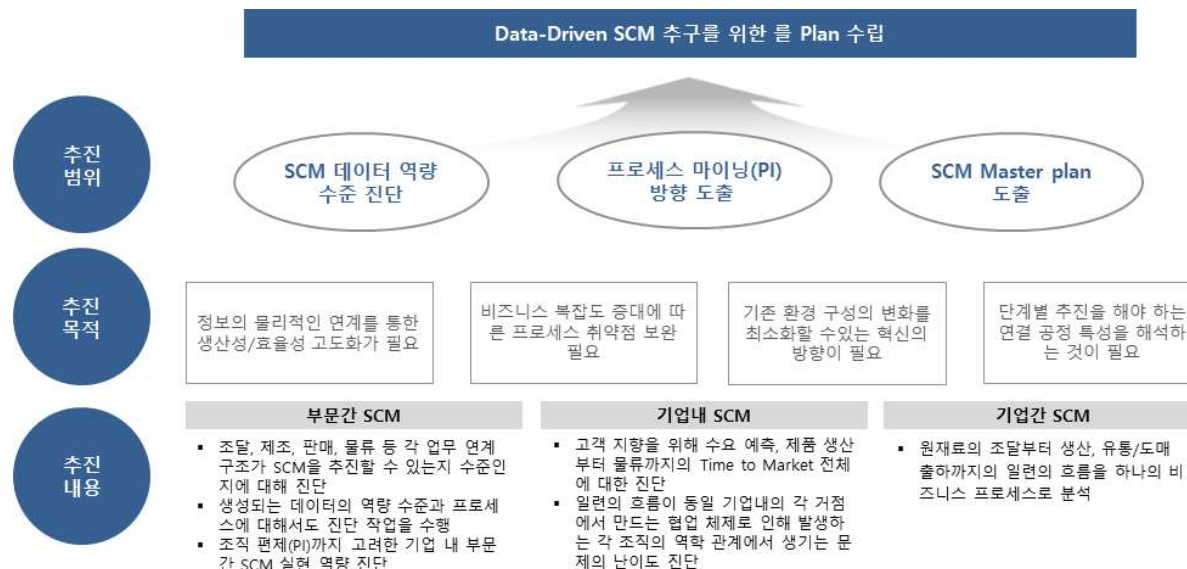 Data-Driven SCM 추구를 위한 를 Plan 수립
추진
범위
SCM 데이터 역량
수준 진단
프로세스 마이닝(PI)
방향 도출
SCM Master plan
도출
추진
목적
정보의 물리적인 연계를 통한
생산성/효율성 고도화가 필요
비즈니스 복잡도 증대에 따
른 프로세스 취약점 보완
필요
기존 환경 구성의 변화를
최소화할 수있는 혁신의
방향이 필요
단계별 추진을 해야 하는
연결 공정 특성을 해석하
는 것이 필요
추진
내용
부문간 SCM
▪ 조달, 제조, 판매, 물류 등 각 업무 연계
구조가 SCM을 추진할 수 있는지 수준인
지에 대해 진단
▪ 생성되는 데이터의 역량 수준과 프로세
스에 대해서도 진단 작업을 수행
▪ 조직 편제(PI)까지 고려한 기업 내 부문
간 SCM 실현 역량 진단
기업내 SCM
▪ 고객 지향을 위해 수요 예측, 제품 생산
부터 물류까지의 Time to Market 전체
에 대한 진단
▪ 일련의 흐름이 동일 기업내의 각 거점
에서 만드는 협업 체제로 인해 발생하
는 각 조직의 역학 관계에서 생기는 문
제의 난이도 진단
기업간 SCM
▪ 원재료의 조달부터 생산, 유통/도매
출하까지의 일련의 흐름을 하나의 비
즈니스 프로세스로 분석